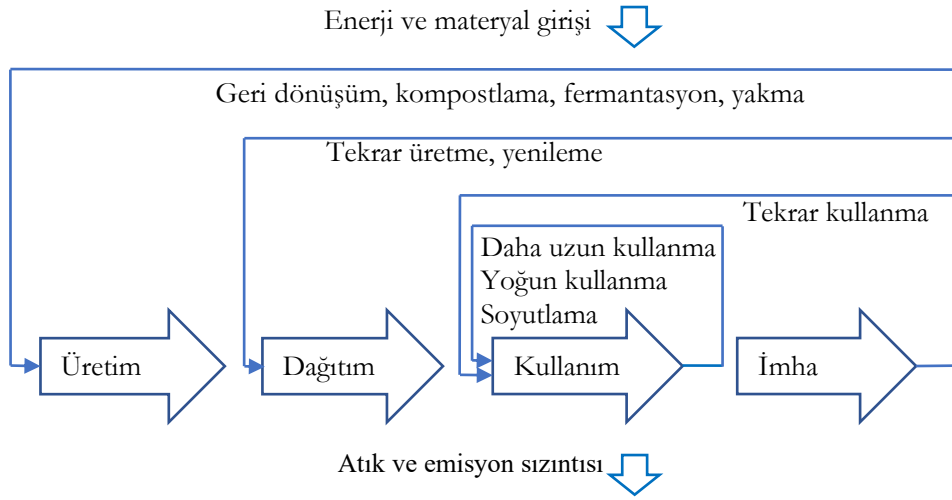 Enerji ve materyal girişi
Geri dönüşüm, kompostlama, fermantasyon, yakma
Tekrar üretme, yenileme
Tekrar kullanma
Daha uzun kullanma
Yoğun kullanma
Soyutlama
Üretim
Dağıtım
Kullanım
İmha
Atık ve emisyon sızıntısı